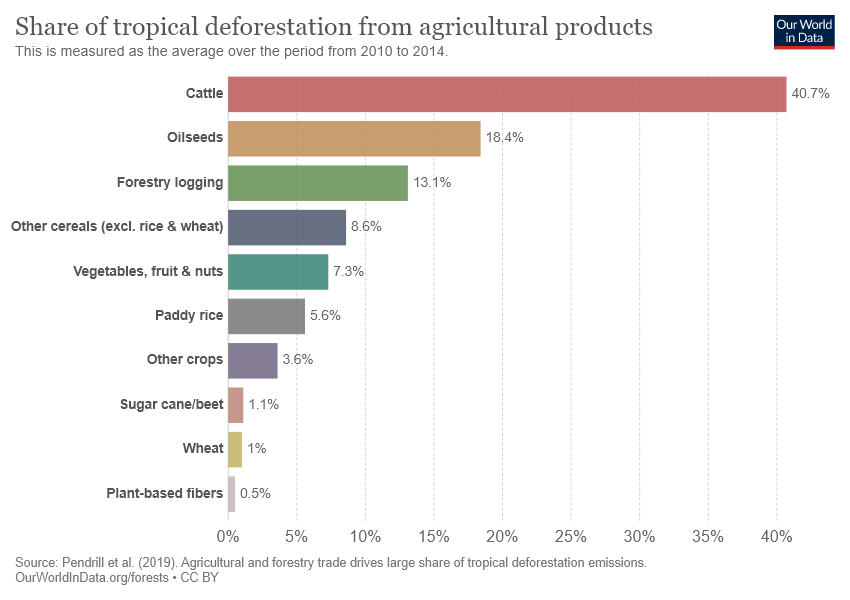 Share of tropical deforestation from agricultural products
This is measured as the average over the period from 2010 to 2014.
Our World
in Data
Cattle 40.7%
Oilseeds 18.4%
Forestry logging 13.1%
Other cereals (excl. rice & wheat) 8.6%
Vegetables, fruit & nuts 7.3%
Paddy rice 5.6%
Other crops 3.6%
Sugar cane/beet 1.1%
Wheat 1%
Plant-based fibers 0.5%
0% 5% 10% 15% 20% 25% 30% 35% 40%
Source: Pendrill et al. (2019). Agricultural and forestry trade drives large share of tropical deforestation emissions.
OurWorldInData.org/forests • CC BY